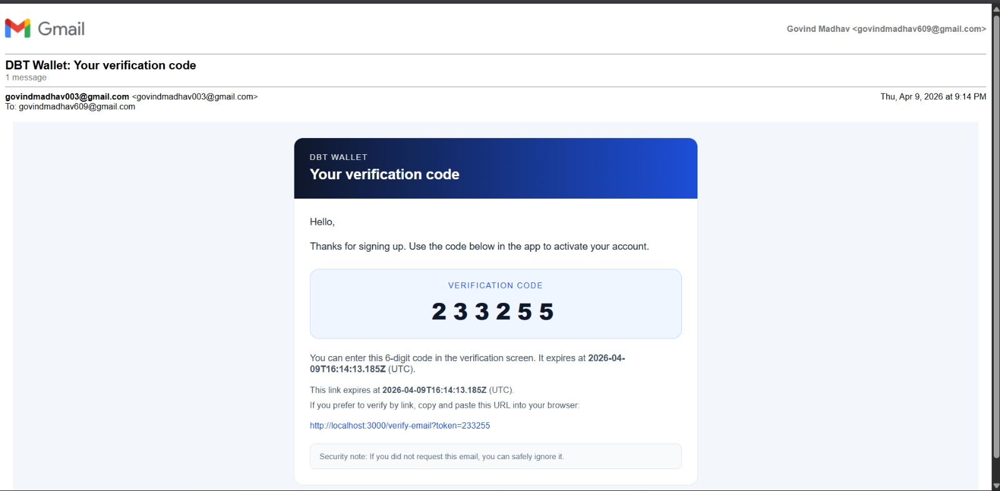 Gmail
Govind Madhav <govindmadhav609@gmail.com>
DBT Wallet: Your verification code
1 message
govindmadhav003@gmail.com <govindmadhav003@gmail.com>
Thu, Apr 9, 2026 at 9:14 PM
To: govindmadhav609@gmail.com
DBT WALLET
Your verification code
Hello,
Thanks for signing up. Use the code below in the app to activate your account.
VERIFICATION CODE
233255
You can enter this 6-digit code in the verification screen. It expires at 2026-04-
09T16:14:13.185Z (UTC).
This link expires at 2026-04-09T16:14:13.185Z (UTC).
If you prefer to verify by link, copy and paste this URL into your browser:
http://localhost:3000/verify-email?token=233255
Security note: If you did not request this email, you can safely ignore it.